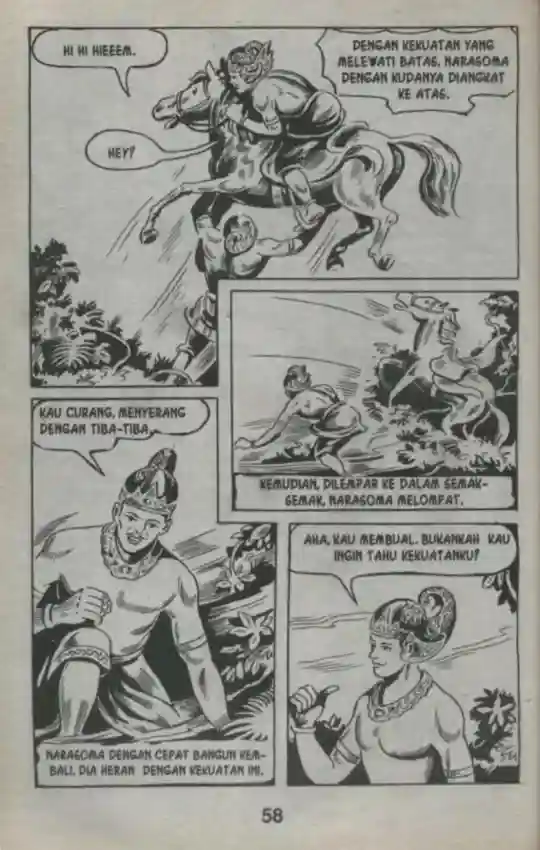 HI HI HIEEEM.
DENGAN KEKUATAN YANG
MELEWATI BATAS, NARASOMA
DENGAN KUDANYA DIANGKAT
KE ATAS.
HEY?
KEMUDIAN, DILEMPAR KE DALAM SEMAK-
SEMAK, NARASOMA MELOMPAT.
KAU CURANG, MENYERANG
DENGAN TIBA-TIBA.
NARASOMA DENGAN CEPAT BANGUN KEM-
BALI. DIA HERAN DENGAN KEKUATAN INI.
AHA, KAU MEMBUAL. BUKANKAH KAU
INGIN TAHU KEKUATANKU?
58